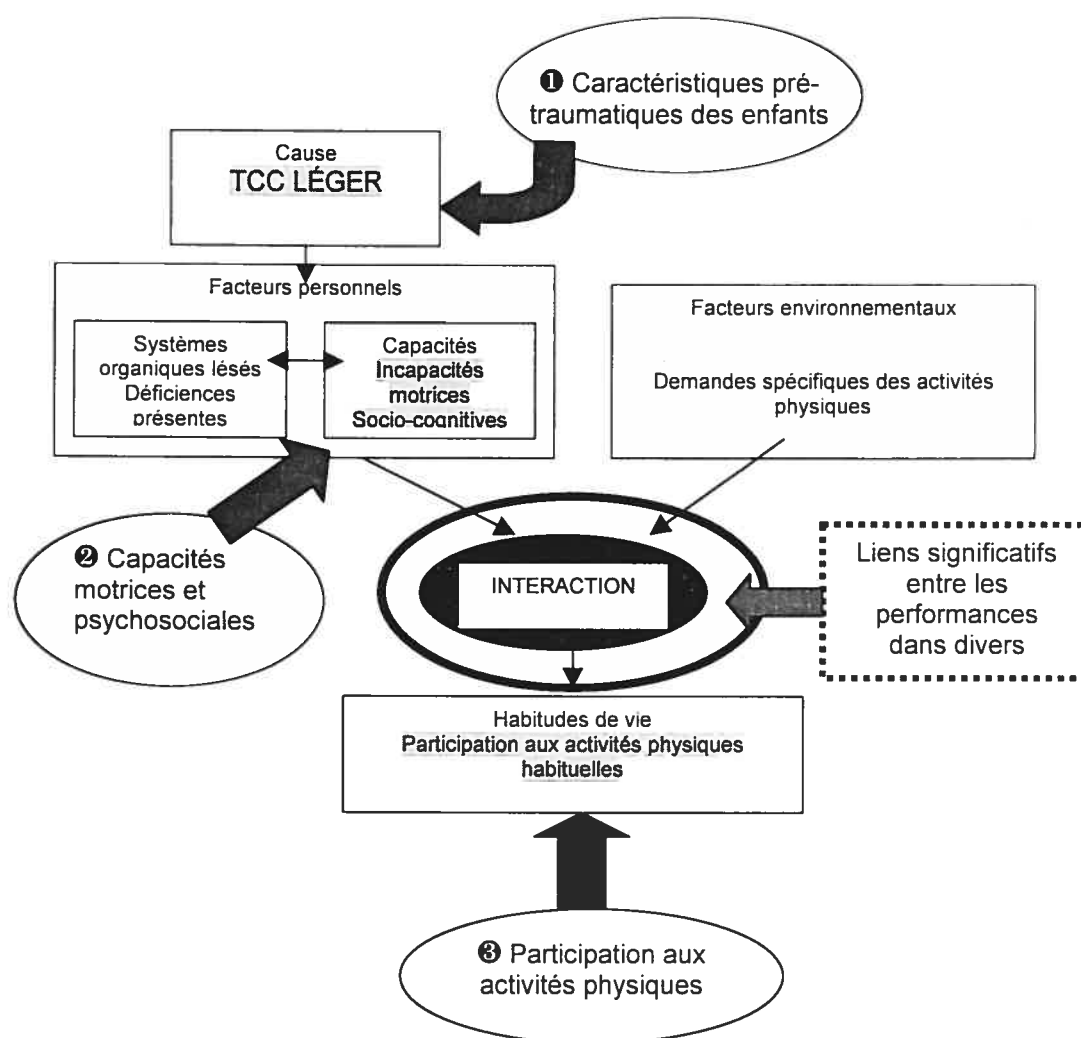 ❶ Caractéristiques pré-
traumatiques des enfants
Cause
TCC LÉGER
Facteurs personnels
Systèmes
organiques lésés
Déficiences
présentes
Capacités
Incapacités
motrices
Socio-cognitives
Facteurs environnementaux
Demandes spécifiques des activités
physiques
❷ Capacités
motrices et
psychosociales
INTERACTION
Liens significatifs
entre les
performances
dans divers
Habitudes de vie
Participation aux activités physiques
habituelles
❸ Participation aux
activités physiques